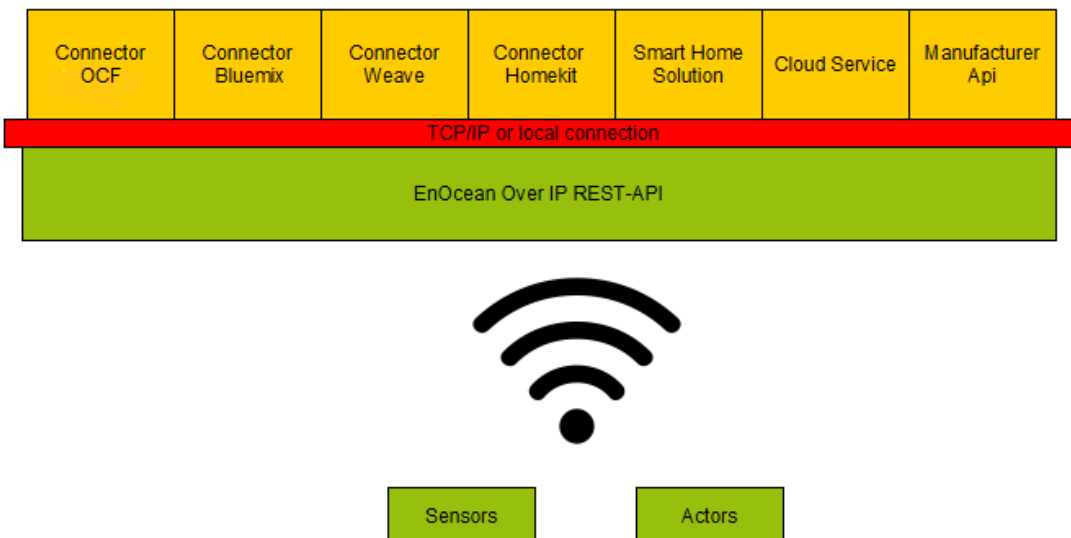 Connector
OCF
Connector
Bluemix
Connector
Weave
Connector
Homekit
Smart Home
Solution
Cloud Service
Manufacturer
Api
TCP/IP or local connection
EnOcean Over IP REST-API
Sensors
Actors